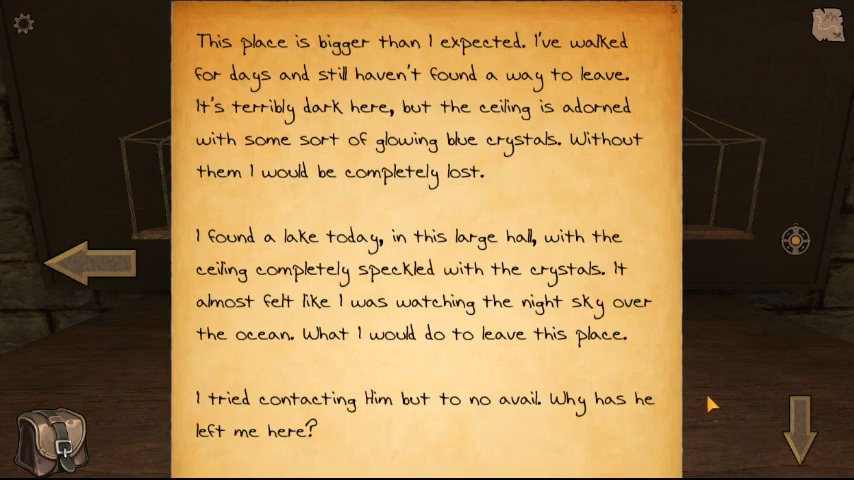 3
This place is bigger than I expected. I've walked
for days and still haven't found a way to leave.
It's terribly dark here, but the ceiling is adorned
with some sort of glowing blue crystals. Without
them I would be completely lost.
I found a lake today, in this large hall, with the
ceiling completely speckled with the crystals. It
almost felt like I was watching the night sky over
the ocean. What I would do to leave this place.
I tried contacting Him but to no avail. Why has he
left me here?